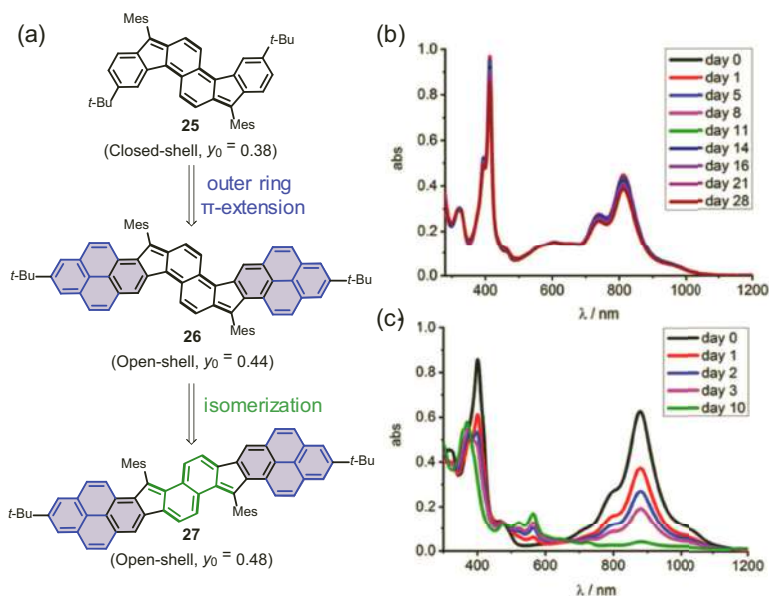 (a)
Mes
t-Bu
t-Bu
Mes
25
(Closed-shell, y0 = 0.38)
outer ring
π-extension
Mes
t-Bu
t-Bu
Mes
26
(Open-shell, y0 = 0.44)
isomerization
Mes
t-Bu
Mes
t-Bu
27
(Open-shell, y0 = 0.48)
(b)
1.0
0.8
0.6
0.4
0.2
0.0
abs
400 600 800 1000 1200
λ / nm
day 0
day 1
day 5
day 8
day 11
day 14
day 16
day 21
day 28
(c)
1.0
0.8
0.6
0.4
0.2
0.0
abs
400 600 800 1000 1200
λ / nm
day 0
day 1
day 2
day 3
day 10